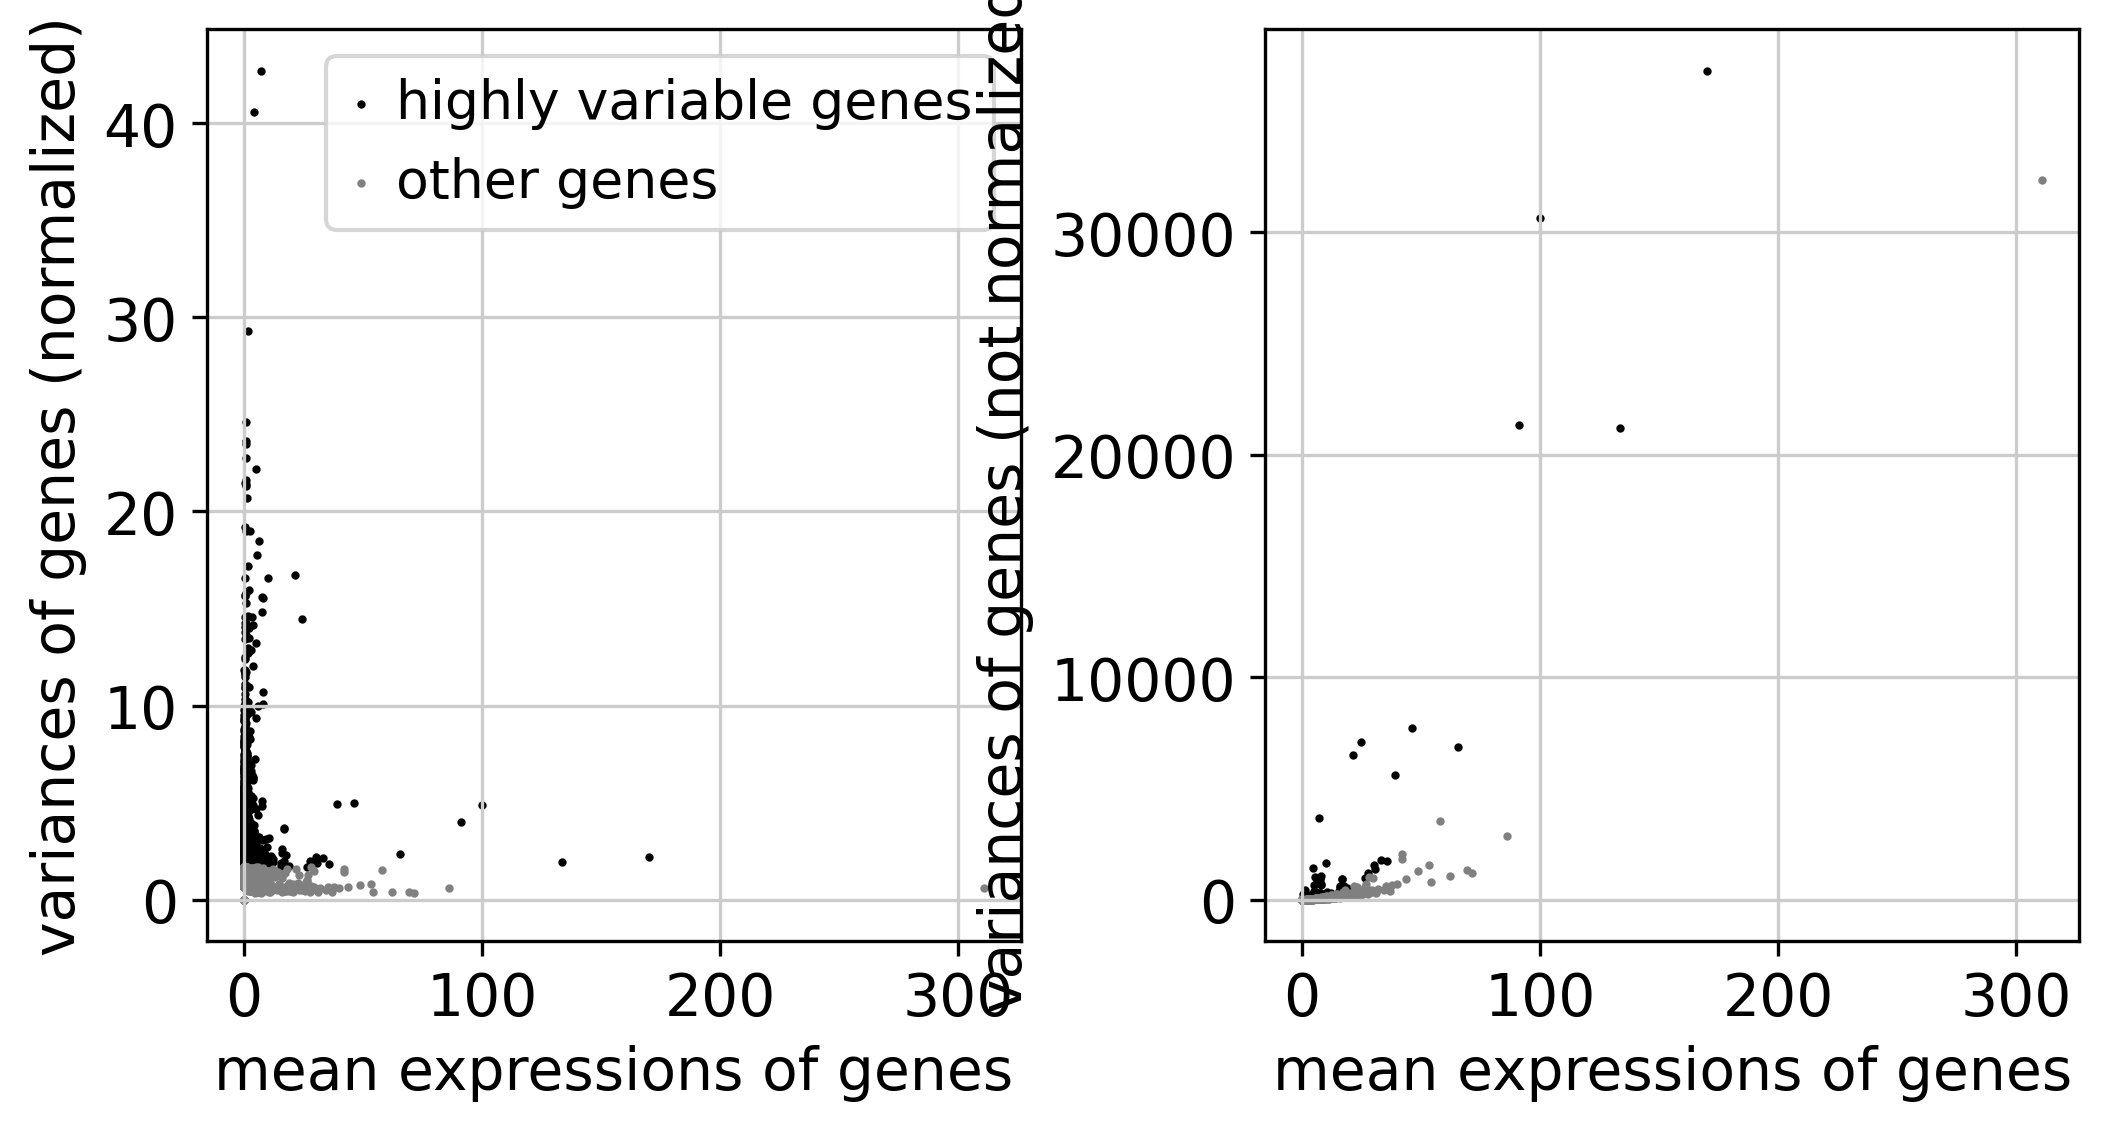 variances of genes (normalized)
40
30
20
10
0
highly variable genes
other genes
0 100 200 300
mean expressions of genes
variances of genes (not normalized
30000
20000
10000
0
0 100 200 300
mean expressions of genes